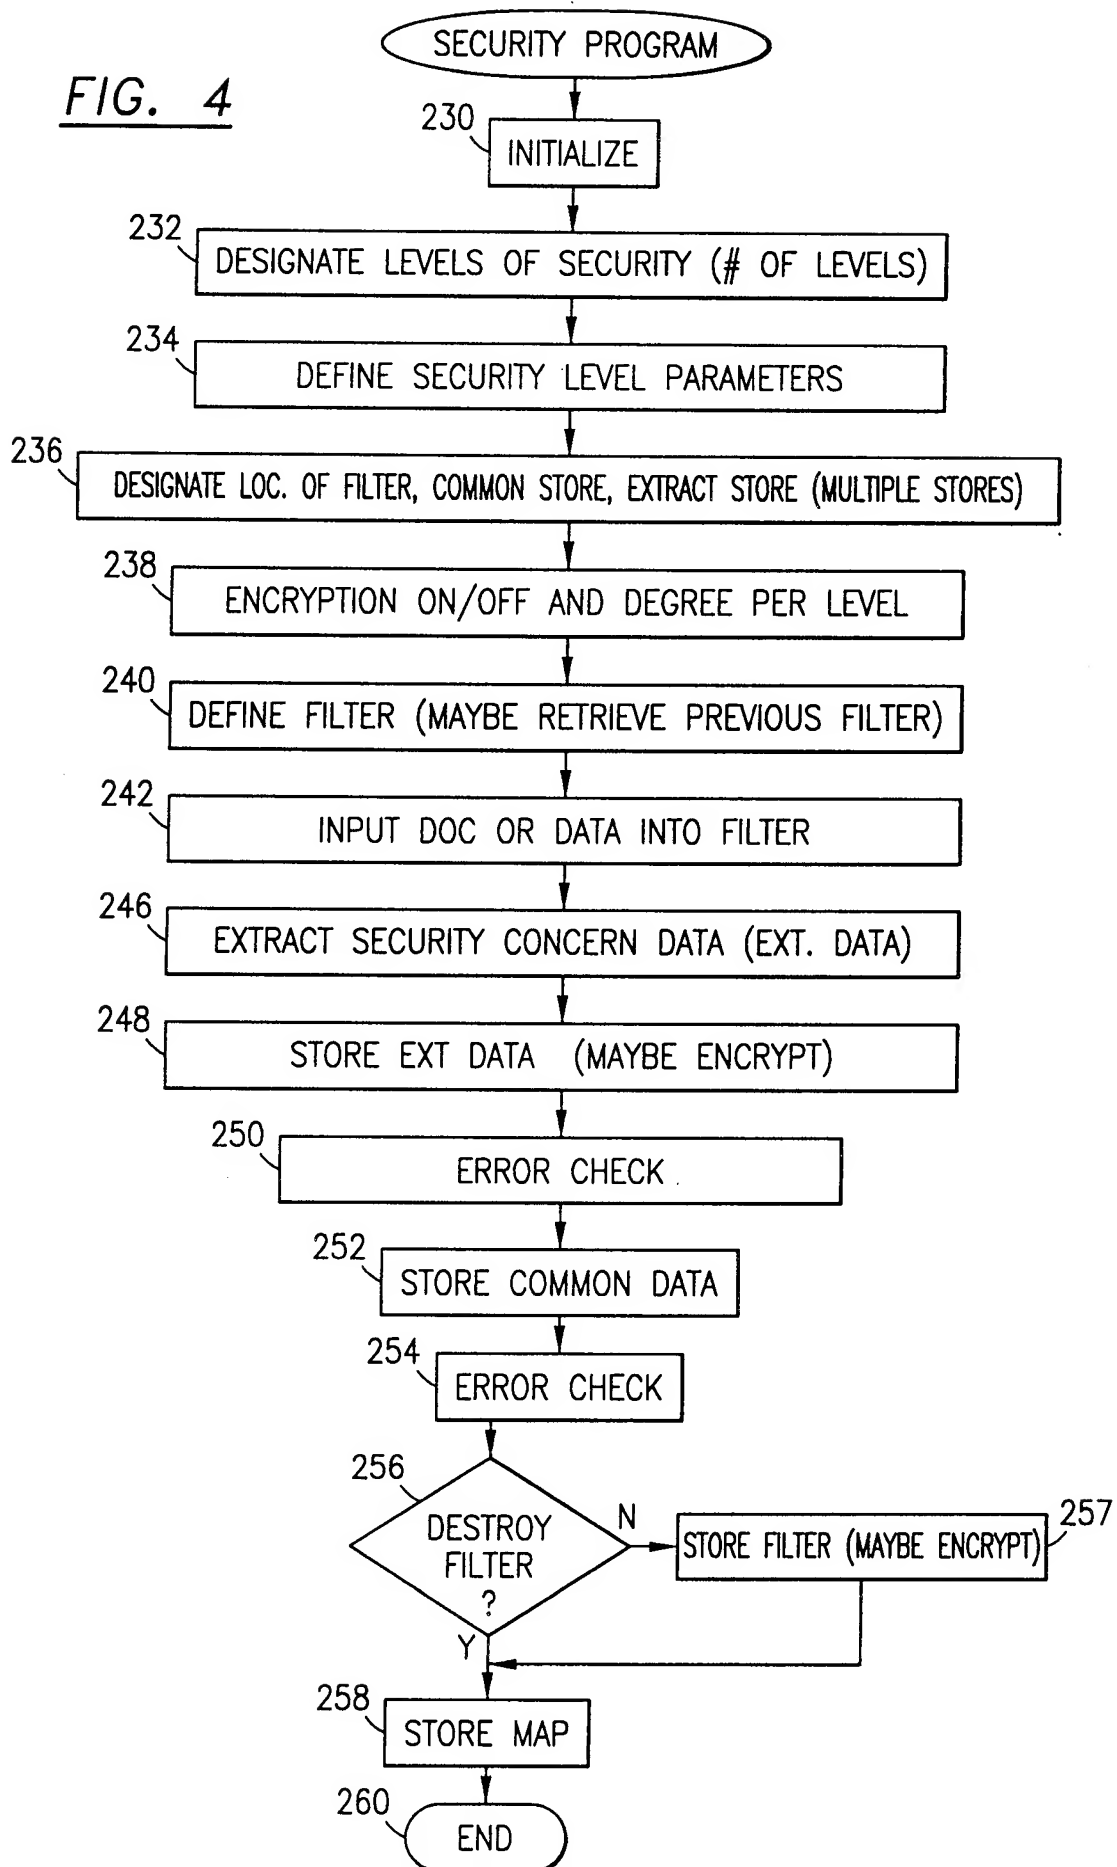 SECURITY PROGRAM
FIG. 4
230
INITIALIZE
232
DESIGNATE LEVELS OF SECURITY (# OF LEVELS)
234
DEFINE SECURITY LEVEL PARAMETERS
236
DESIGNATE LOC. OF FILTER, COMMON STORE, EXTRACT STORE (MULTIPLE STORES)
238
ENCRYPTION ON/OFF AND DEGREE PER LEVEL
240
DEFINE FILTER (MAYBE RETRIEVE PREVIOUS FILTER)
242
INPUT DOC OR DATA INTO FILTER
246
EXTRACT SECURITY CONCERN DATA (EXT. DATA)
248
STORE EXT DATA (MAYBE ENCRYPT)
250
ERROR CHECK
252
STORE COMMON DATA
254
ERROR CHECK
256
DESTROY
FILTER
?
N
257
STORE FILTER (MAYBE ENCRYPT)
Y
258
STORE MAP
260
END